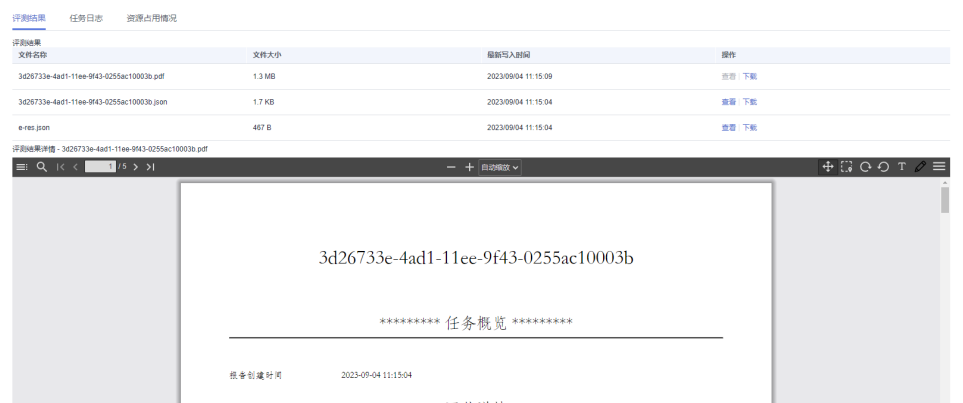 评测结果 任务日志 资源占用情况
评测结果
文件名称 文件大小 最新写入时间 操作
3d26733e-4ad1-11ee-9f43-0255ac10003b.pdf 1.3 MB 2023/09/04 11:15:09 查看 下载
3d26733e-4ad1-11ee-9f43-0255ac10003b.json 1.7 KB 2023/09/04 11:15:04 查看 下载
e-res.json 467 B 2023/09/04 11:15:04 查看 下载
评测结果详情 - 3d26733e-4ad1-11ee-9f43-0255ac10003b.pdf
1 / 5 自动缩放 T
3d26733e-4ad1-11ee-9f43-0255ac10003b
********* 任务概览 *********
报告创建时间 2023-09-04 11:15:04